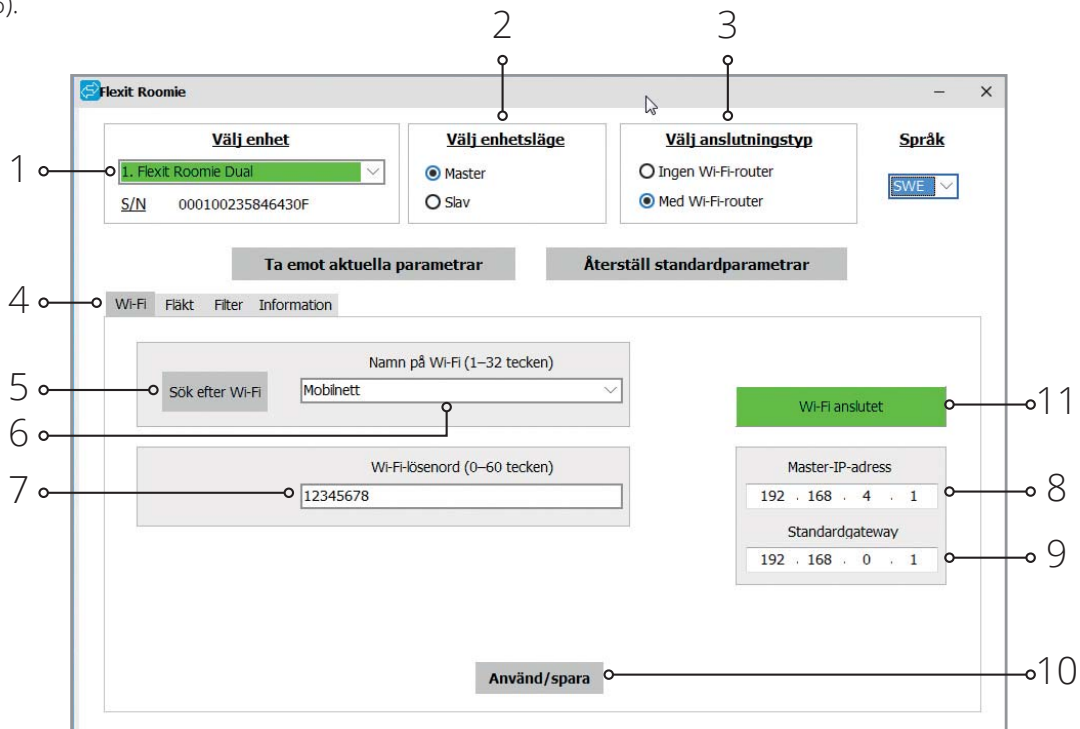 ).
2 3
Flexit Roomie
Välj enhet Välj enhetsläge Välj anslutningstyp Språk
1 1. Flexit Roomie Dual Master Ingen Wi-Fi-router SWE
S/N 000100235846430F Slav Med Wi-Fi-router
Ta emot aktuella parametrar Återställ standardparametrar
4 Wi-Fi Fläkt Filter Information
Namn på Wi-Fi (1–32 tecken)
5 Sök efter Wi-Fi Mobilnett Wi-Fi anslutet 11
6
Wi-Fi-lösenord (0–60 tecken) Master-IP-adress
7 12345678 192 . 168 . 4 . 1 8
Standardgateway
192 . 168 . 0 . 1 9
Använd/spara 10